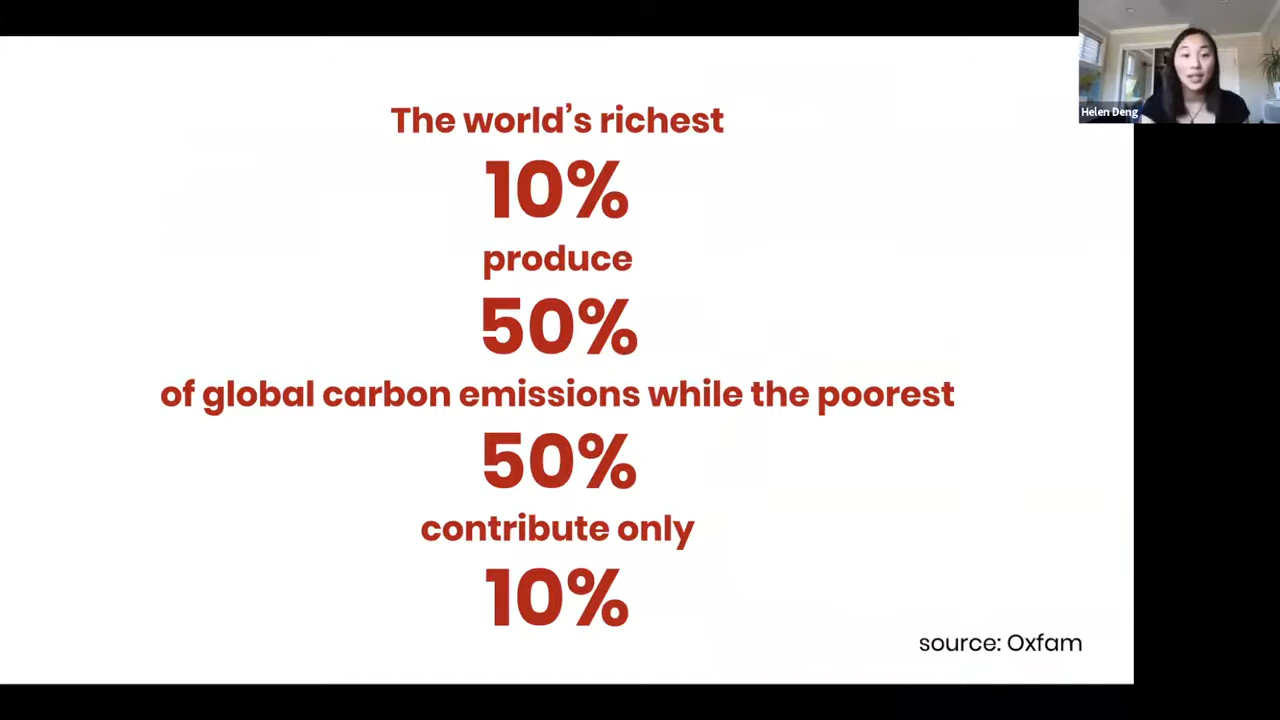 The world's richest
10%
produce
50%
of global carbon emissions while the poorest
50%
contribute only
10%
source: Oxfam
Helen Deng